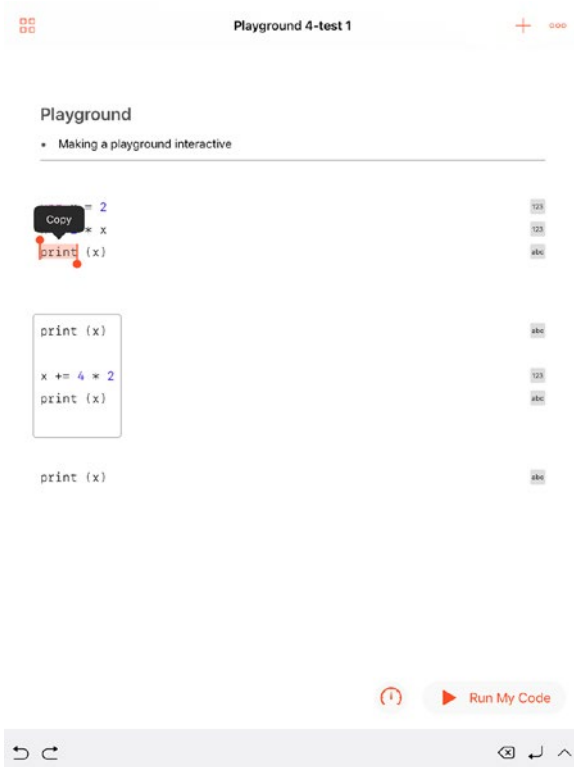 Playground 4-test 1
Playground
• Making a playground interactive
= 2
123
Copy
* x
123
print (x)
abc
print (x)
abc
x += 4 * 2
123
print (x)
abc
print (x)
abc
Run My Code